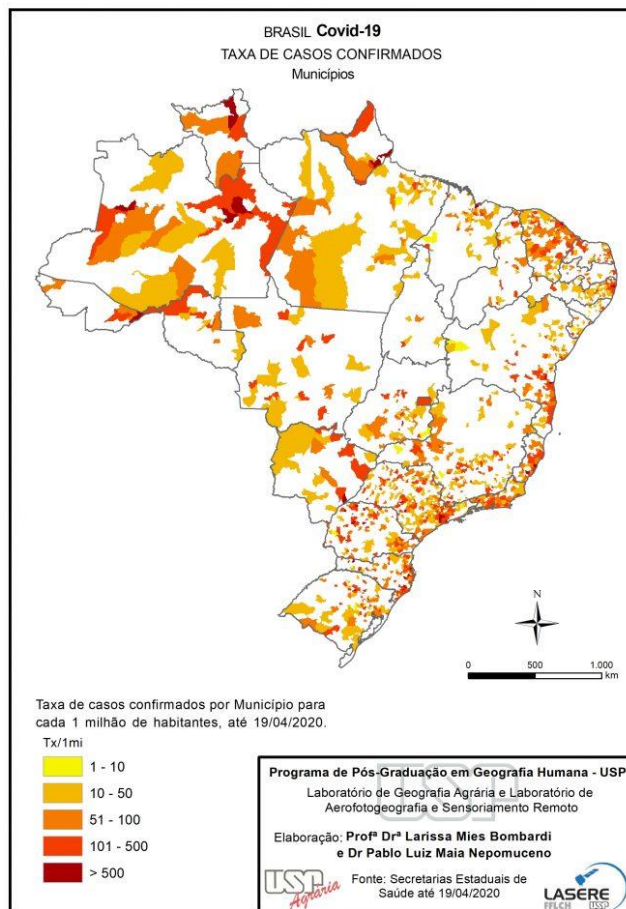 BRASIL Covid-19
TAXA DE CASOS CONFIRMADOS
Municípios
N
0 500 1.000
km
Taxa de casos confirmados por Município para
cada 1 milhão de habitantes, até 19/04/2020.
Tx/1mi
1 - 10
10 - 50
51 - 100
101 - 500
> 500
USP
Programa de Pós-Graduação em Geografia Humana - USP
Laboratório de Geografia Agrária e Laboratório de
Aerofotogeografia e Sensoriamento Remoto
Elaboração: Profª Drª Larissa Mies Bombardi
e Dr Pablo Luiz Maia Nepomuceno
Fonte: Secretarias Estaduais de
Saúde até 19/04/2020
USP
Agrária
LASERE
FFLCH USP